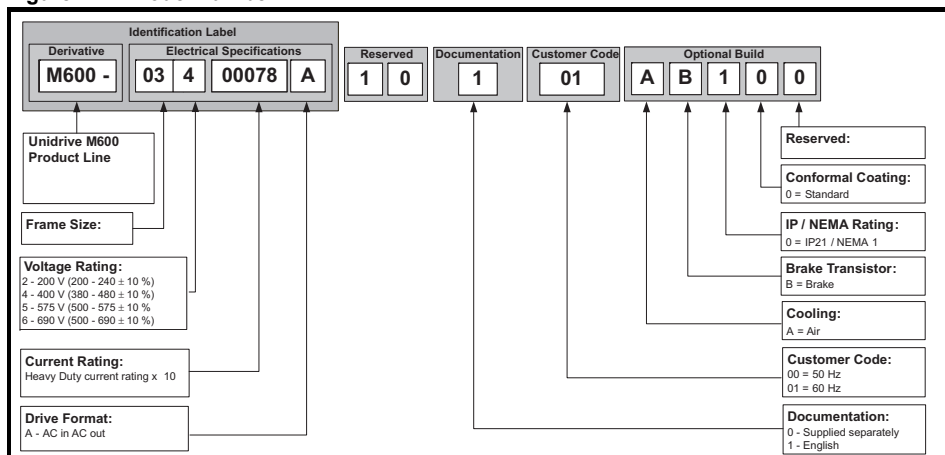 Identification Label
Derivative
Electrical Specifications
Reserved
Documentation
Customer Code
Optional Build
M600 -
03 4 00078 A
1 0
1
01
A B 1 0 0
Unidrive M600
Product Line
Frame Size:
Voltage Rating:
2 - 200 V (200 - 240 ± 10 %)
4 - 400 V (380 - 480 ± 10 %)
5 - 575 V (500 - 575 ± 10 %
6 - 690 V (500 - 690 ± 10 %)
Current Rating:
Heavy Duty current rating x 10
Drive Format:
A - AC in AC out
Reserved:
Conformal Coating:
0 = Standard
IP / NEMA Rating:
0 = IP21 / NEMA 1
Brake Transistor:
B = Brake
Cooling:
A = Air
Customer Code:
00 = 50 Hz
01 = 60 Hz
Documentation:
0 - Supplied separately
1 - English